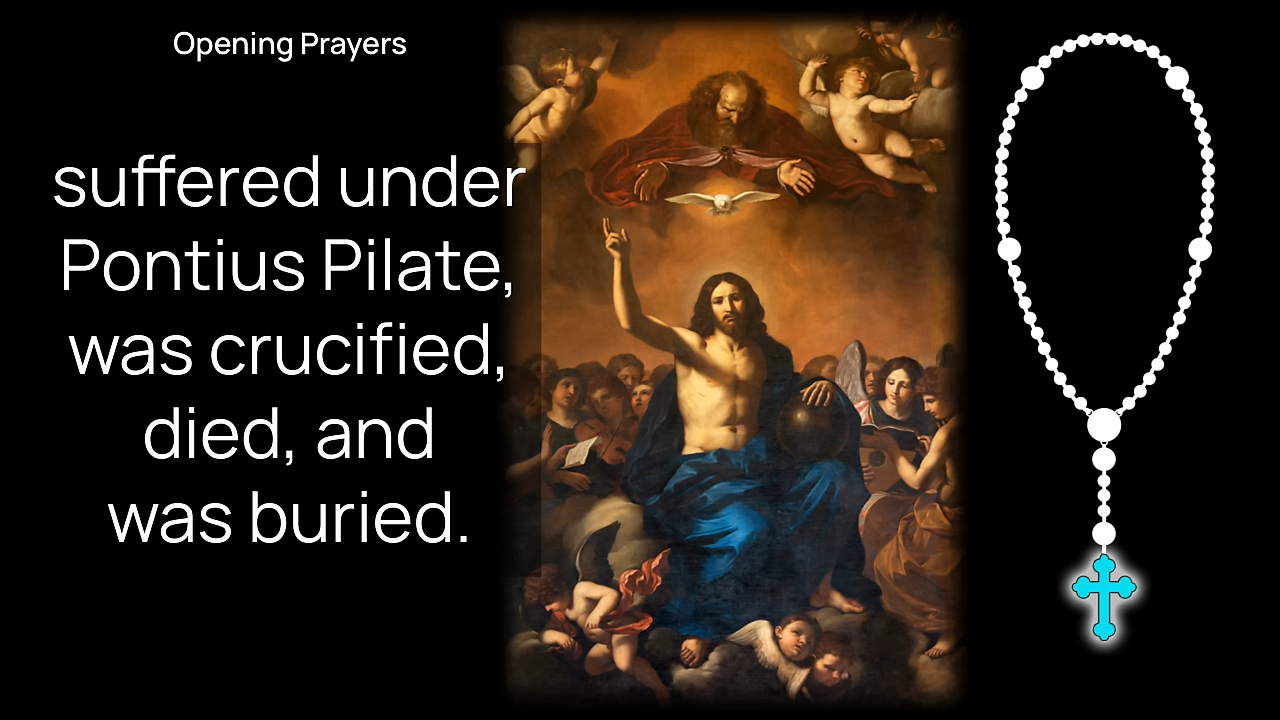 Opening Prayers
suffered under
Pontius Pilate,
was crucified,
died, and
was buried.